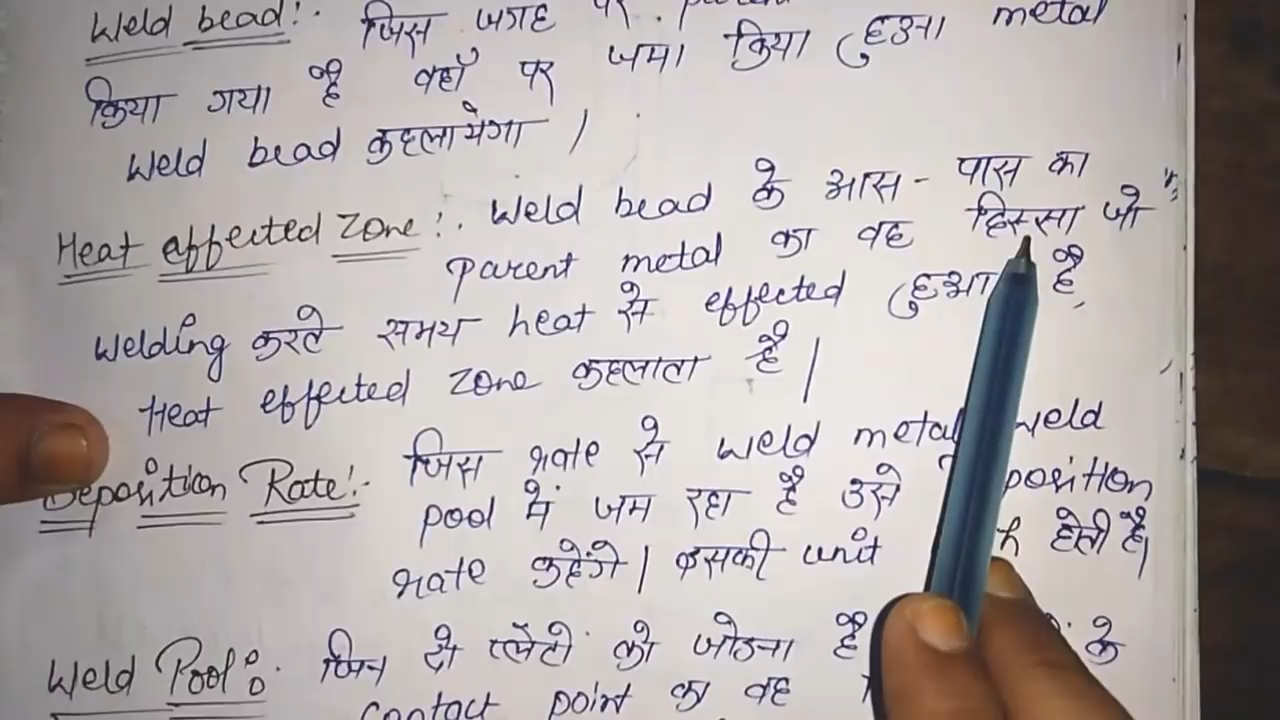 Weld bead:- जिस जगह पर
किया गया है वहाँ पर जमा किया हुआ metal
Weld bead कहलायेगा |
Heat effected Zone:- Weld bead के आस-पास का
parent metal का वह हिस्सा जो
Welding करते समय heat से effected हुआ है,
Heat effected zone कहलाता है |
Deposition Rate:- जिस rate से weld metal weld
pool में जम रहा है उसे position
rate कहेंगे | इसकी unit h होती है|
Weld Pool:- जिन दो प्लेटो को जोडना है के
contact point का वह